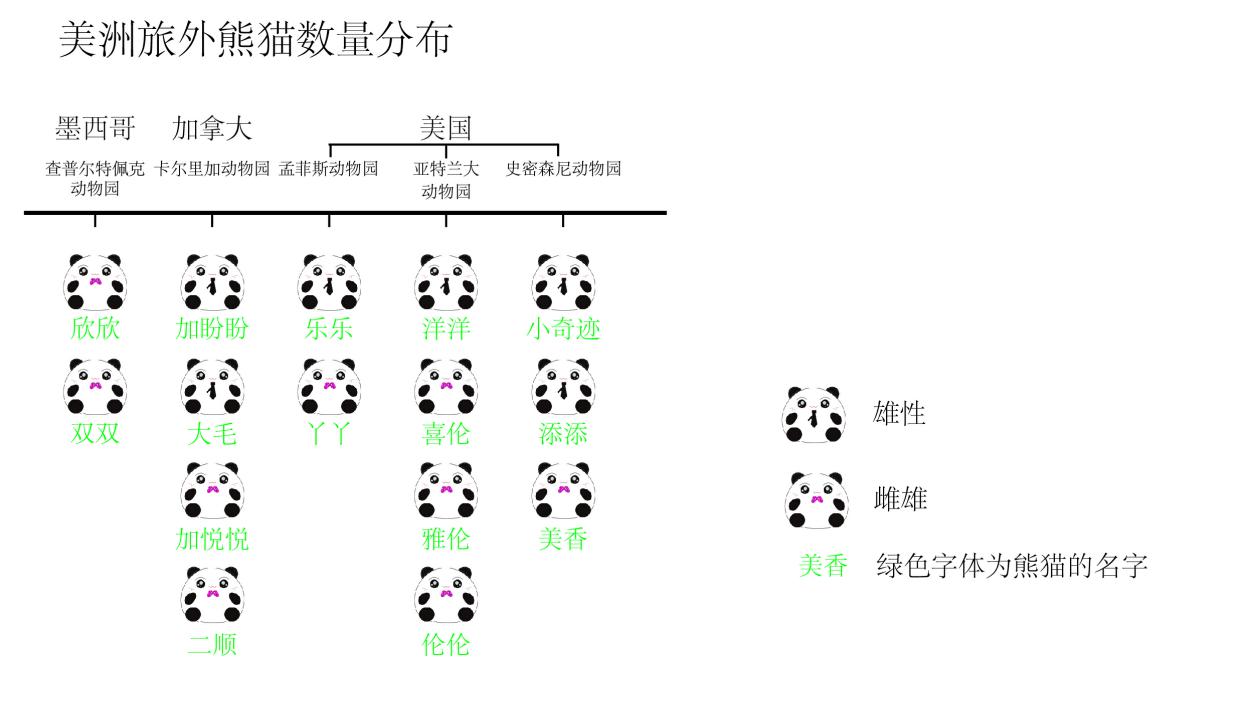 美洲旅外熊猫数量分布
墨西哥 加拿大 美国
查普尔特佩克 卡尔里加动物园 孟菲斯动物园 亚特兰大 史密森尼动物园
动物园 动物园
欣欣 加盼盼 乐乐 洋洋 小奇迹
双双 大毛 丫丫 喜伦 添添
加悦悦 雅伦 美香
二顺 伦伦
雄性
雌雄
美香 绿色字体为熊猫的名字